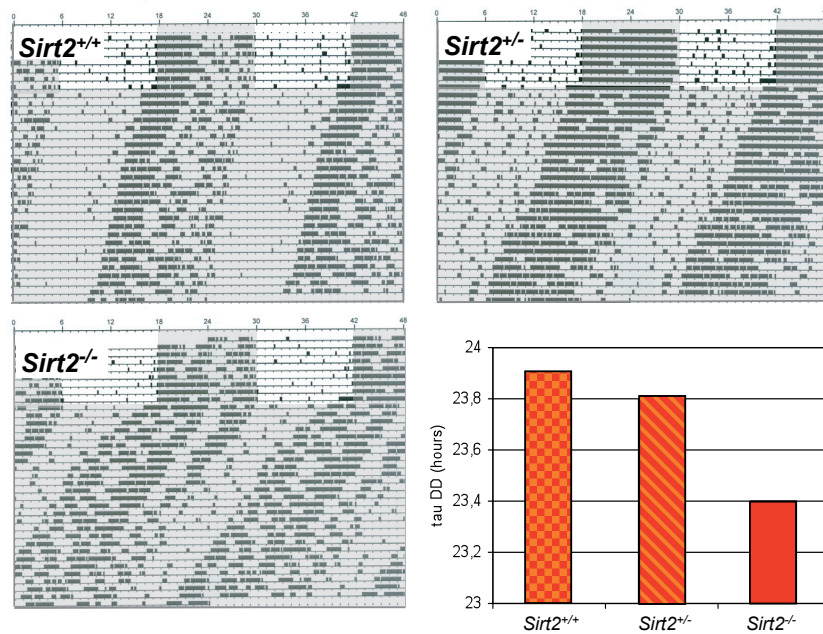 0 6 12 18 24 30 36 42 48
Sirt2+/+
0 6 12 18 24 30 36 42
Sirt2+/-
0 6 12 18 24 30 36 42 48
Sirt2-/-
24
23,8
23,6
23,4
23,2
23
tau DD (hours)
Sirt2+/+ Sirt2+/- Sirt2-/-